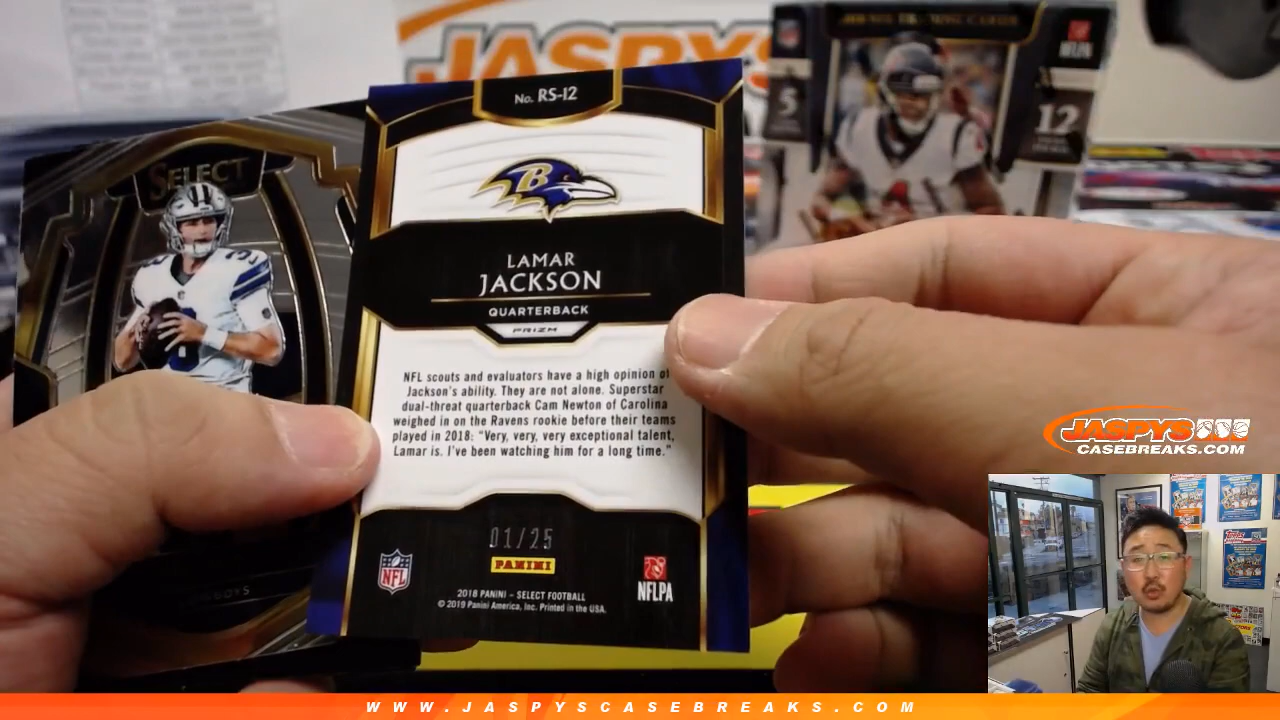 JASPYS
No. RS-12
B
LAMAR
JACKSON
QUARTERBACK
PRIZM
NFL scouts and evaluators have a high opinion of
Jackson's ability. They are not alone. Superstar
dual-threat quarterback Cam Newton of Carolina
weighed in on the Ravens rookie before their teams
played in 2018: "Very, very, very exceptional talent,
Lamar is. I've been watching him for a long time."
01/25
PANINI
NFL
NFLPA
2018 PANINI – SELECT FOOTBALL
© 2019 Panini America, Inc. Printed in the USA.
SELECT
3
5
12
NFLPA
JASPYS
CASEBREAKS.COM
WWW.JASPYSCASEBREAKS.COM